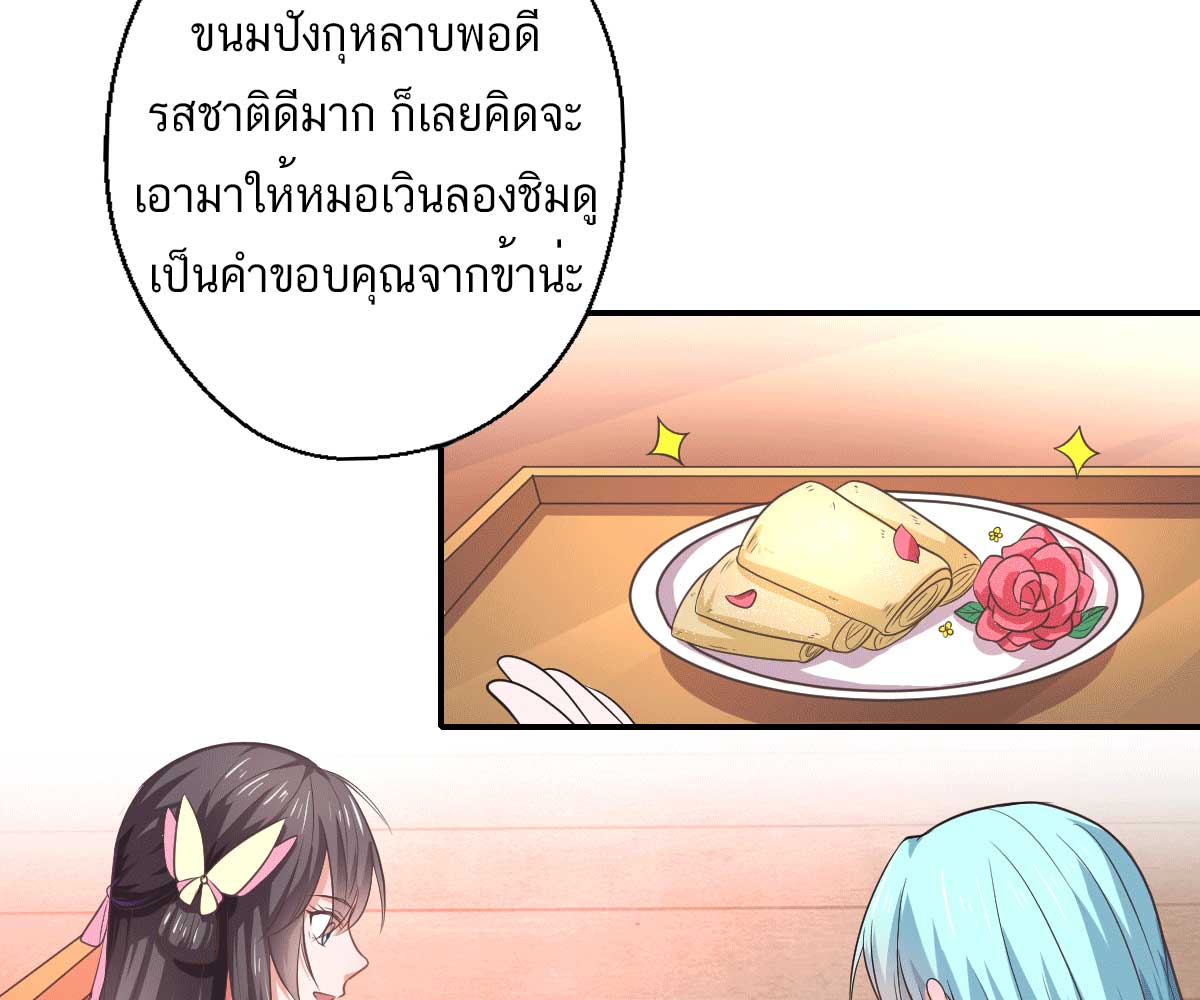 ขนมปังกุหลาบพอดี
รสชาติดีมาก ก็เลยคิดจะ
เอามาให้หมอเวินลองชิมดู
เป็นคำขอบคุณจากข้าน่ะ